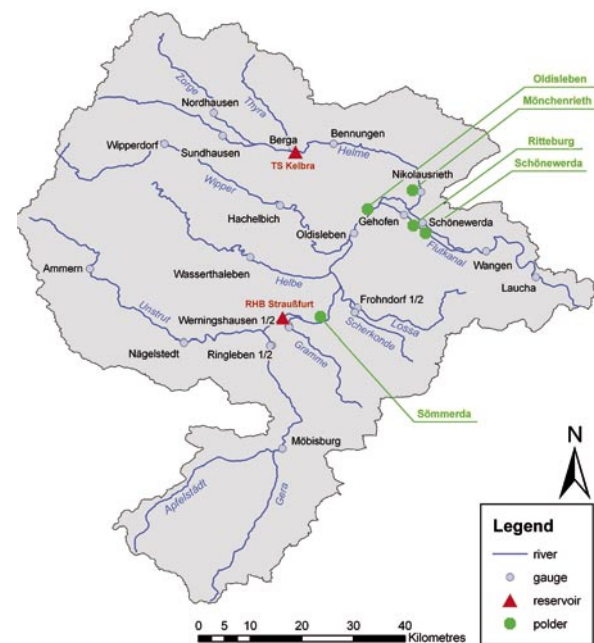 Oldisleben
Mönchenrieth
Ritteburg
Schönewerda
Zorge
Thyra
Nordhausen
Berga
Bennungen
Wipperdorf
Sundhausen
TS Kelbra
Helme
Nikolausrieth
Wipper
Hachelbich
Gehofen
Schönewerda
Oldisleben
Flutkanal
Wangen
Ammern
Wasserthaleben
Helbe
Laucha
RHB Straußfurt
Frohndorf 1/2
Unstrut
Werningshausen 1/2
Lossa
Scherkonde
Nägelstedt
Ringleben 1/2
Gramme
Sömmerda
Möbisburg
N
Apfelstädt
Gera
Legend
river
gauge
reservoir
polder
0 5 10 20 30 40
Kilometres